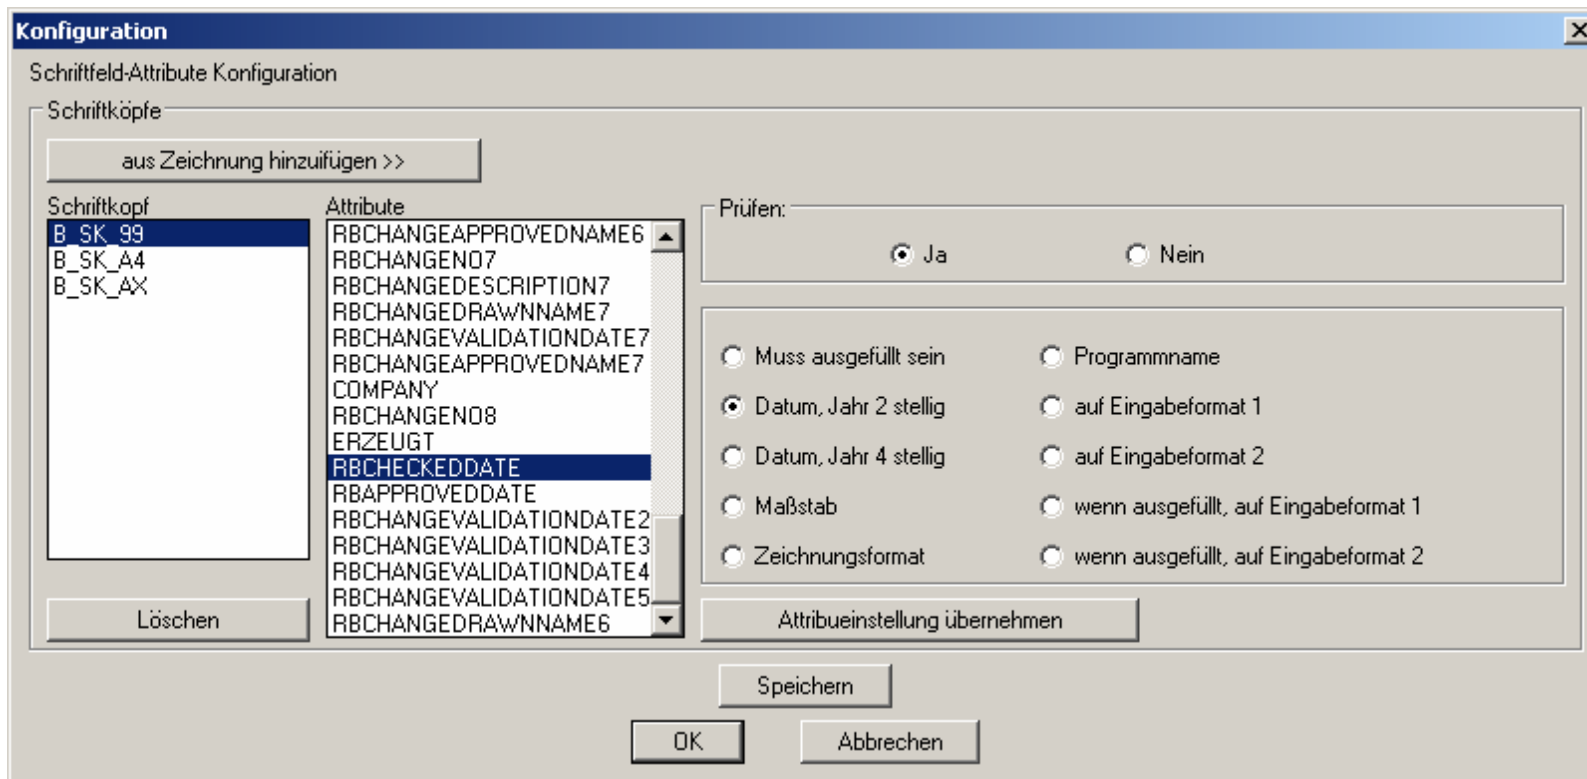 Konfiguration
Schriftfeld-Attribute Konfiguration
Schriftköpfe
aus Zeichnung hinzuifügen >>
Schriftkopf
B_SK_99
B_SK_A4
B_SK_AX
Löschen
Attribute
RBCHANGEAPPROVEDNAME6
RBCHANGENO7
RBCHANGEDESCRIPTION7
RBCHANGEDRAWNNAME7
RBCHANGEVALIDATIONDATE7
RBCHANGEAPPROVEDNAME7
COMPANY
RBCHANGENO8
ERZEUGT
RBCHECKEDDATE
RBAPPROVEDDATE
RBCHANGEVALIDATIONDATE2
RBCHANGEVALIDATIONDATE3
RBCHANGEVALIDATIONDATE4
RBCHANGEVALIDATIONDATE5
RBCHANGEDRAWNNAME6
Prüfen:
Ja Nein
Muss ausgefüllt sein Programmname
Datum, Jahr 2 stellig auf Eingabeformat 1
Datum, Jahr 4 stellig auf Eingabeformat 2
Maßstab wenn ausgefüllt, auf Eingabeformat 1
Zeichnungsformat wenn ausgefüllt, auf Eingabeformat 2
Attribueinstellung übernehmen
Speichern
OK Abbrechen